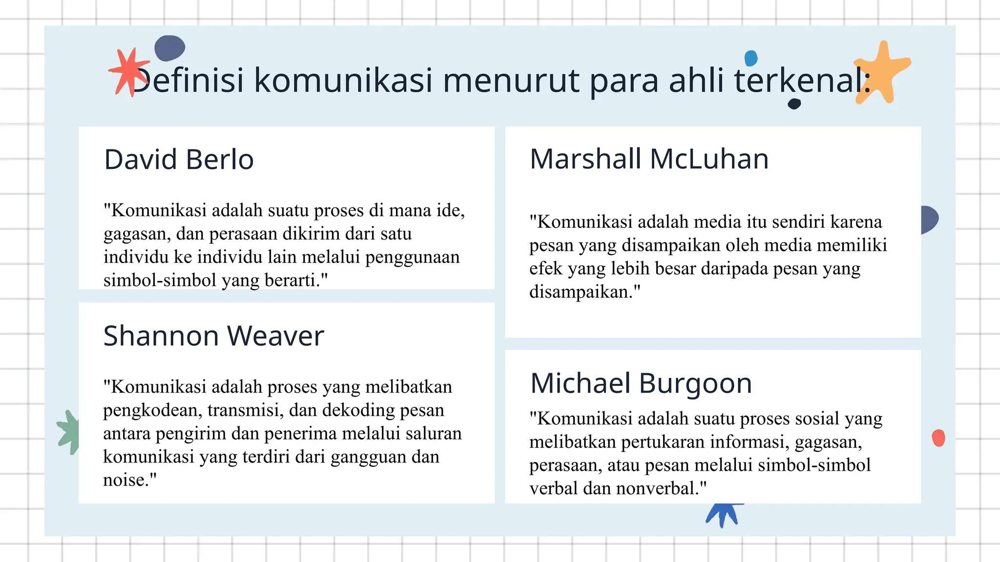 Definisi komunikasi menurut para ahli terkenal:
David Berlo
"Komunikasi adalah suatu proses di mana ide,
gagasan, dan perasaan dikirim dari satu
individu ke individu lain melalui penggunaan
simbol-simbol yang berarti."
Shannon Weaver
"Komunikasi adalah proses yang melibatkan
pengkodean, transmisi, dan dekoding pesan
antara pengirim dan penerima melalui saluran
komunikasi yang terdiri dari gangguan dan
noise."
Marshall McLuhan
"Komunikasi adalah media itu sendiri karena
pesan yang disampaikan oleh media memiliki
efek yang lebih besar daripada pesan yang
disampaikan."
Michael Burgoon
"Komunikasi adalah suatu proses sosial yang
melibatkan pertukaran informasi, gagasan,
perasaan, atau pesan melalui simbol-simbol
verbal dan nonverbal."